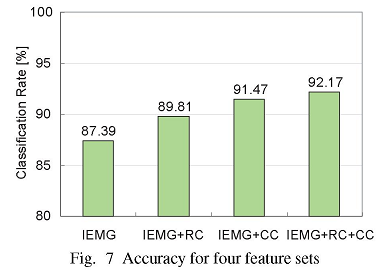 100
95
90
85
80
Classification Rate [%]
87.39
89.81
91.47
92.17
IEMG
IEMG+RC
IEMG+CC
IEMG+RC+CC
Fig. 7 Accuracy for four feature sets